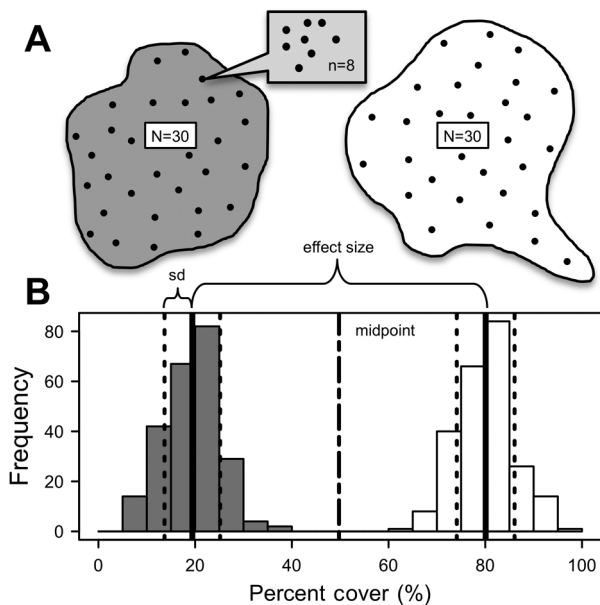 A
n=8
N=30
N=30
effect size
sd
B
midpoint
Frequency
80
60
40
20
0
0 20 40 60 80 100
Percent cover (%)